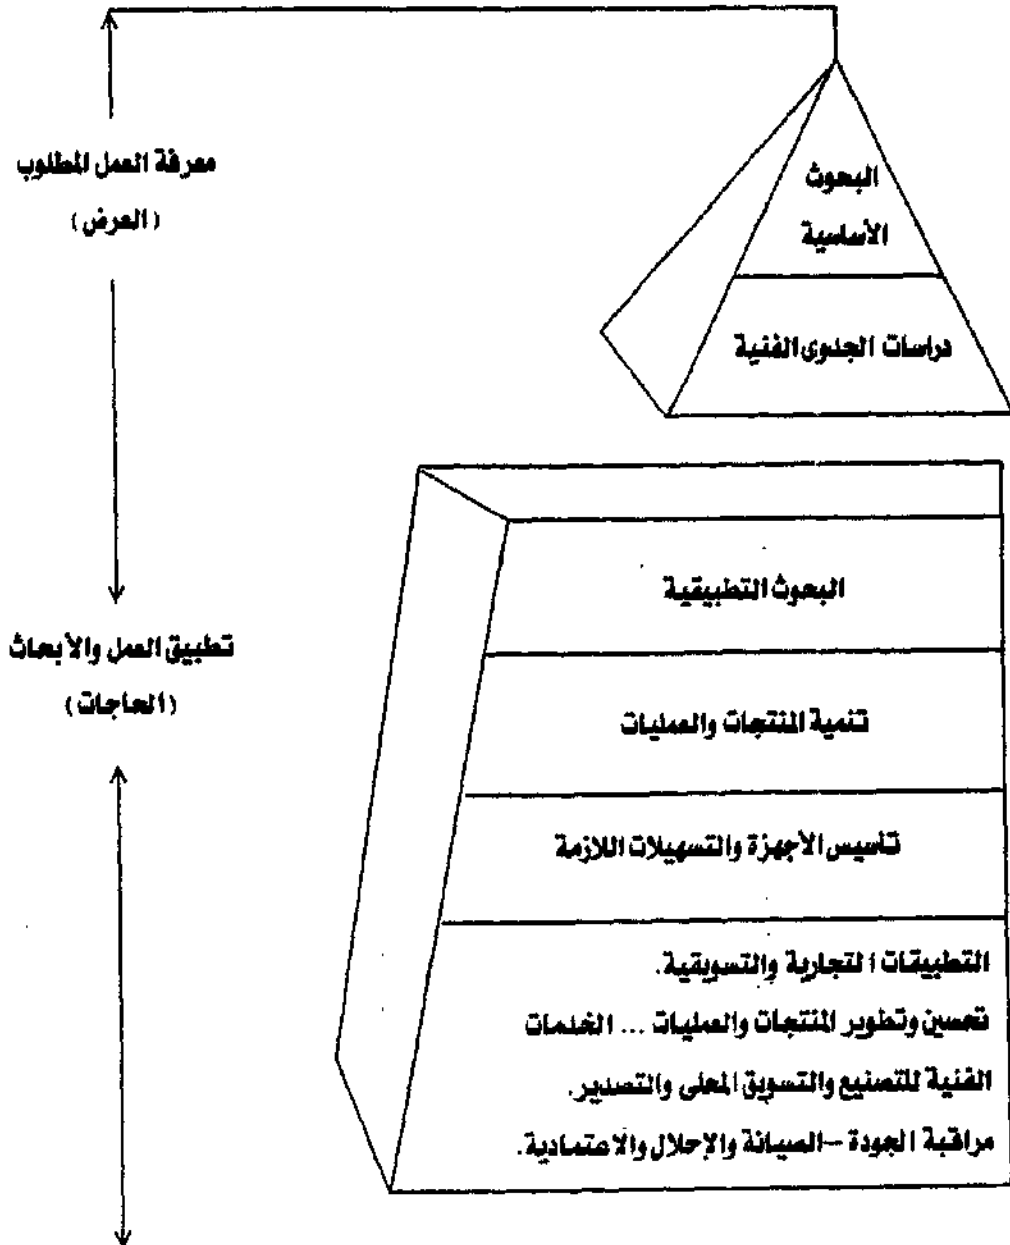 البحوث
الأساسية
دراسات الجدوى الفنية
معرفة العمل المطلوب
(العرض)
البحوث التطبيقية
تنمية المنتجات والعمليات
تأسيس الأجهزة والتسهيلات اللازمة
التطبيقات التجارية والتسويقية.
تحسين وتطوير المنتجات والعمليات ... الخدمات
الفنية للتصنيع والتسويق المحلى والتصدير.
مراقبة الجودة – الصيانة والإحلال والاعتمادية.
تطبيق العمل والأبحاث
(الحاجات)